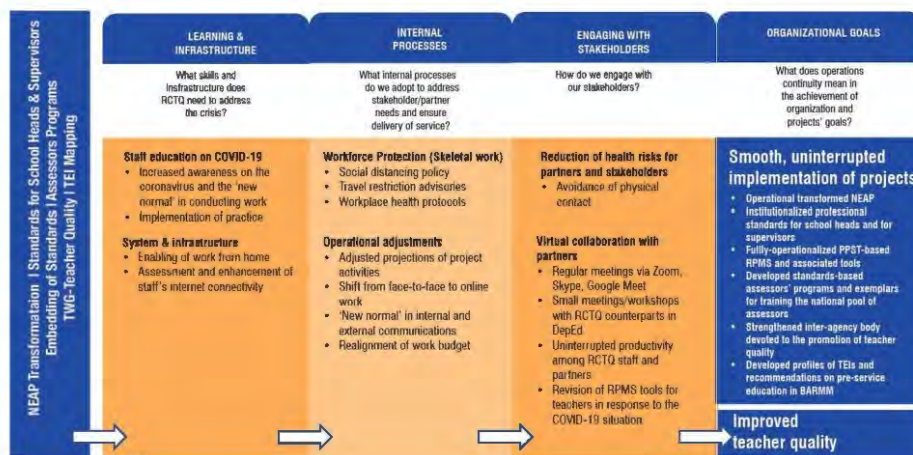 NEAP Transformataion | Standards for School Heads & Supervisors
Embedding of Standards | Assessors Programs
TWG-Teacher Quality | TEI Mapping
LEARNING &
INFRASTRUCTURE
What skills and
Insfrastructure does
RCTQ need to address
the crisis?
Staff education on COVID-19
• Increased awareness on the
coronavirus and the 'new
normal' in conducting work
• Implementation of practice
System & infrastructure
• Enabling of work from home
• Assessment and enhancement of
staff's internet connectivity
INTERNAL
PROCESSES
What internal processes
do we adopt to address
stakeholder/partner
needs and ensure
delivery of service?
Workforce Protection (Skeletal work)
• Social distancing policy
• Travel restriction advisories
• Workplace health protocols
Operational adjustments
• Adjusted projections of project
activities
• Shift from face-to-face to online
work
• 'New normal' in internal and
external communications
• Realignment of work budget
ENGAGING WITH
STAKEHOLDERS
How do we engage with
our stakeholders?
Reduction of health risks for
partners and stakeholders
• Avoidance of physical
contact
Virtual collaboration with
partners
• Regular meetings via Zoom,
Skype, Google Meet
• Small meetings/workshops
with RCTQ counterparts in
DepEd
• Uninterrupted productivity
among RCTQ staff and
partners
• Revision of RPMS tools for
teachers in response to the
COVID-19 situation
ORGANIZATIONAL GOALS
What does operations
continuity mean in
the achievement of
organization and
projects' goals?
Smooth, uninterrupted
implementation of projects
• Operational transformed NEAP
• Institutionalized professional
standards for school heads and for
supervisors
• Fully-operationalized PPST-based
RPMS and associated tools
• Developed standards-based
assessors' programs and exemplars
for training the national pool of
assessors
• Strengthened inter-agency body
devoted to the promotion of teacher
quality
• Developed profiles of TEIs and
recommendations on pre-service
education in BARMM
Improved
teacher quality